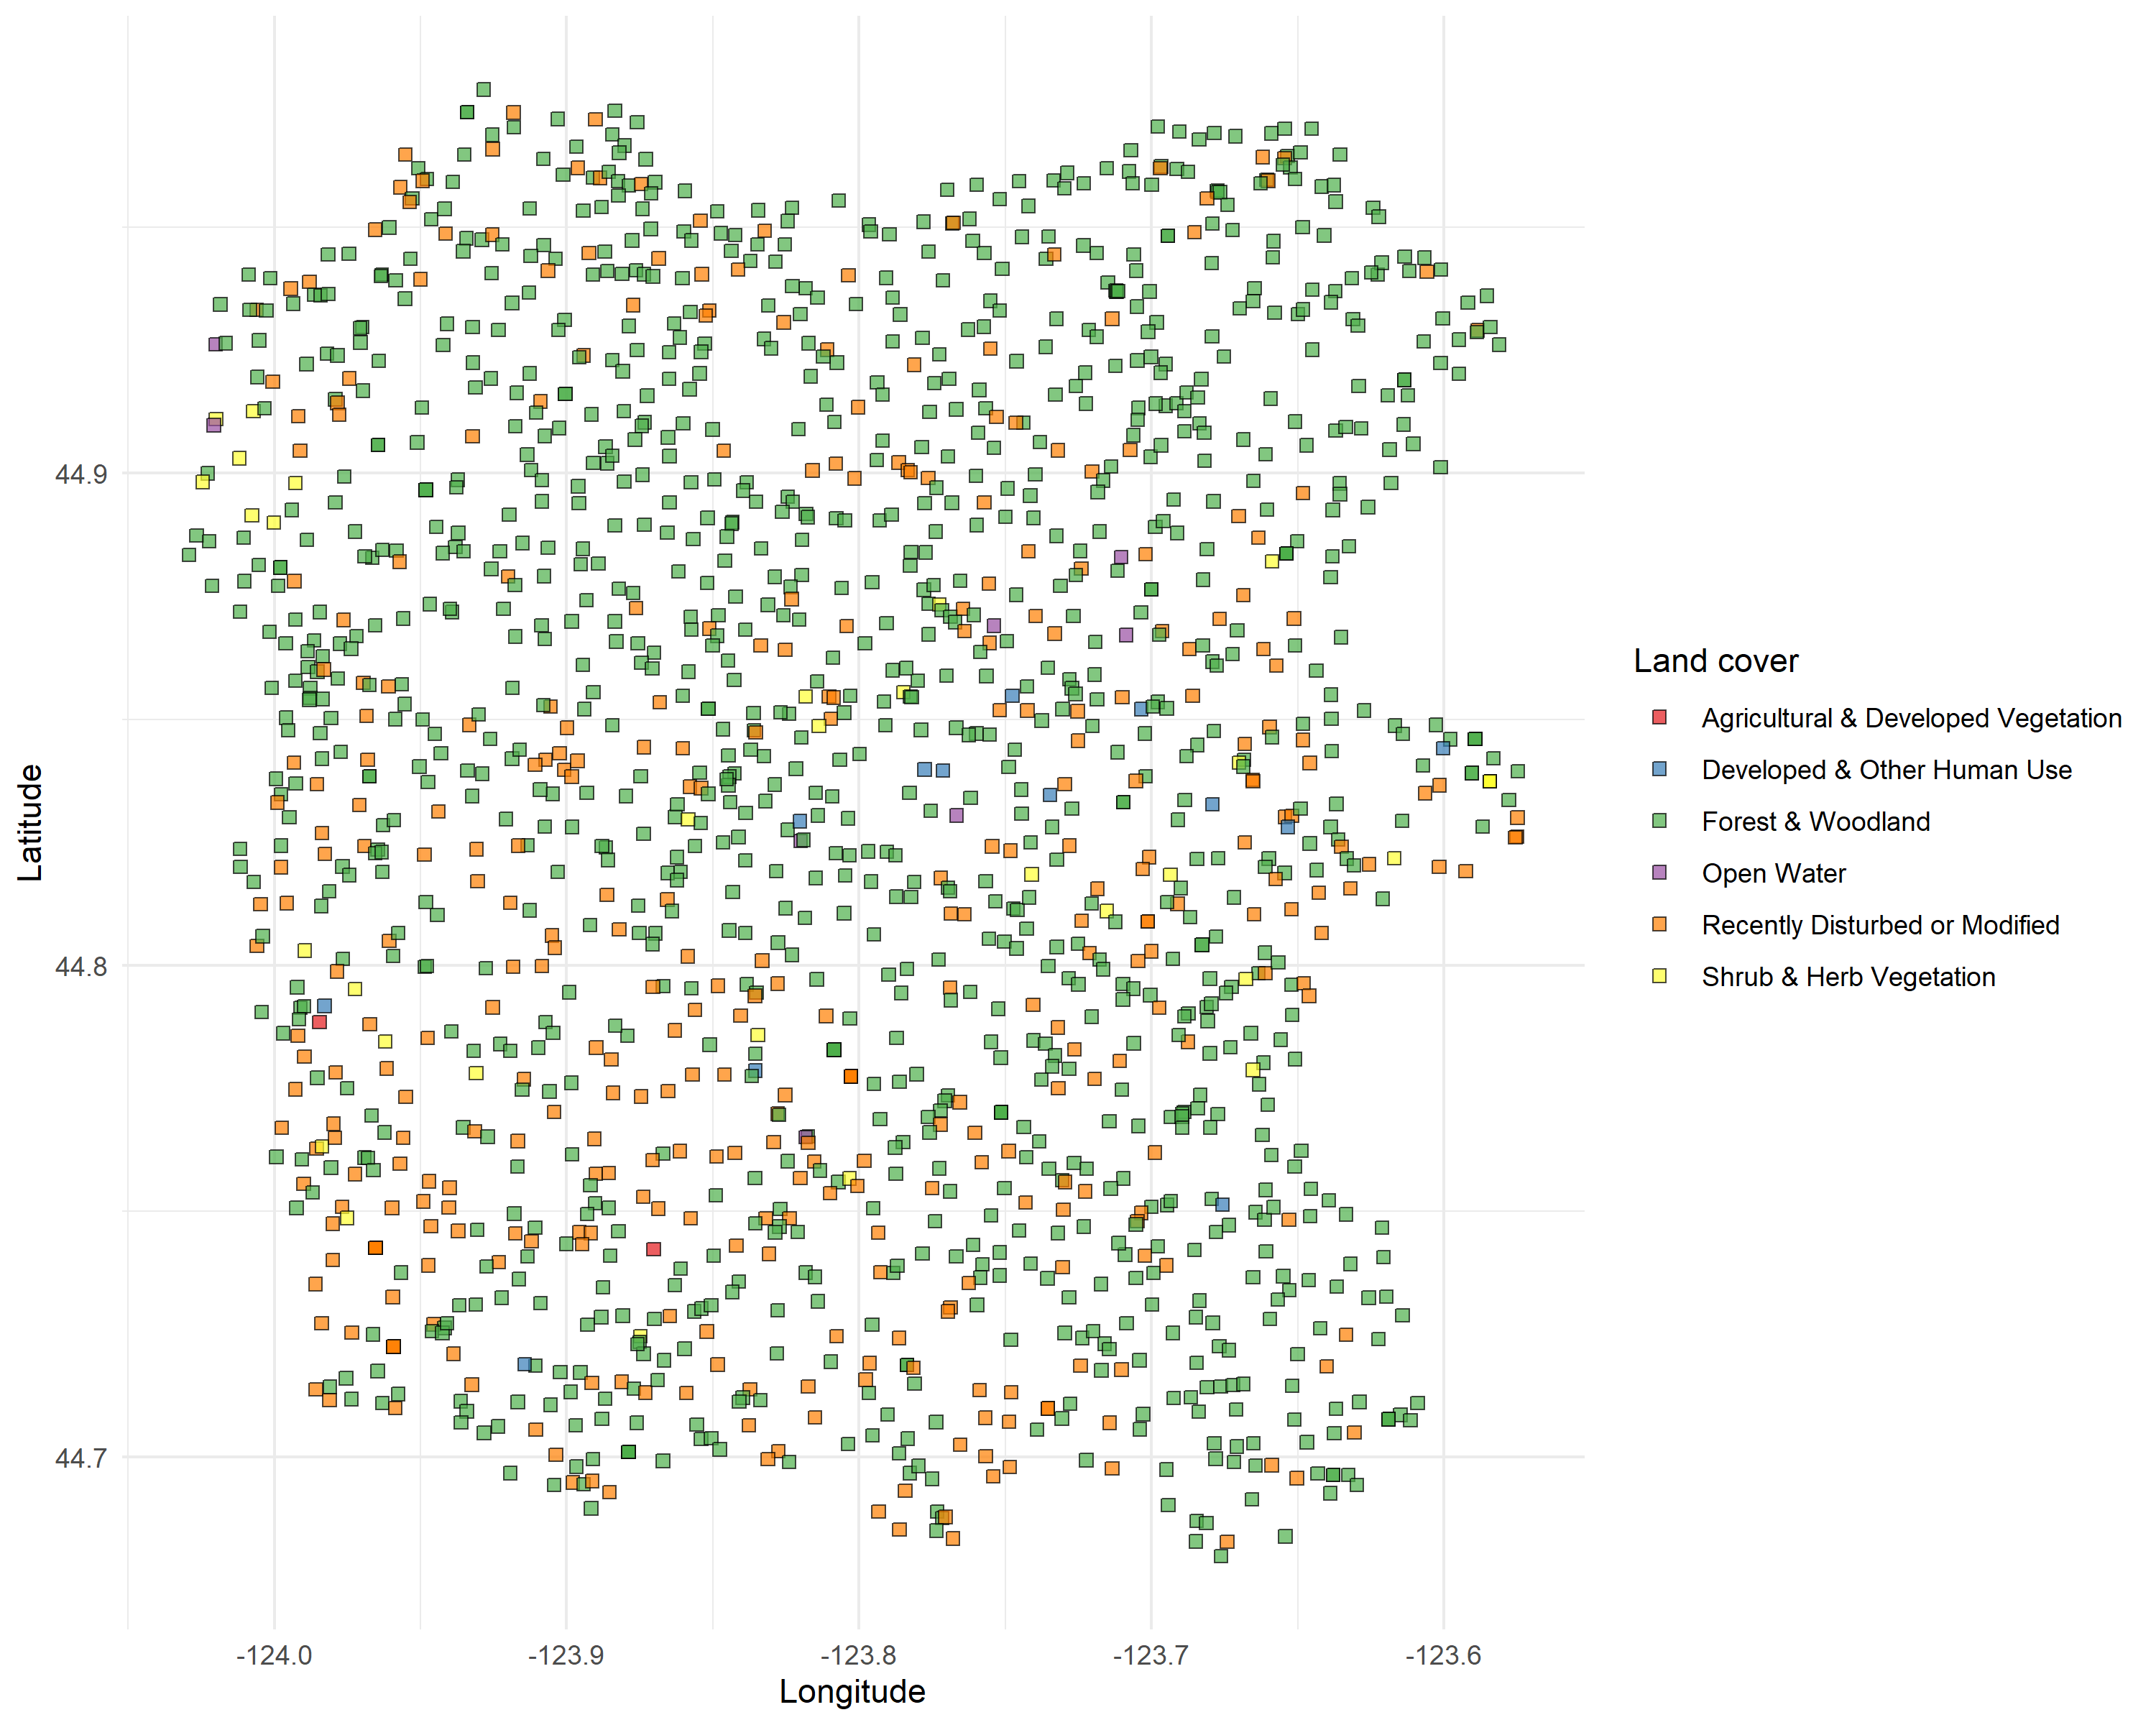 Latitude
44.9
44.8
44.7
-124.0
-123.9
-123.8
-123.7
-123.6
Longitude
Land cover
Agricultural & Developed Vegetation
Developed & Other Human Use
Forest & Woodland
Open Water
Recently Disturbed or Modified
Shrub & Herb Vegetation